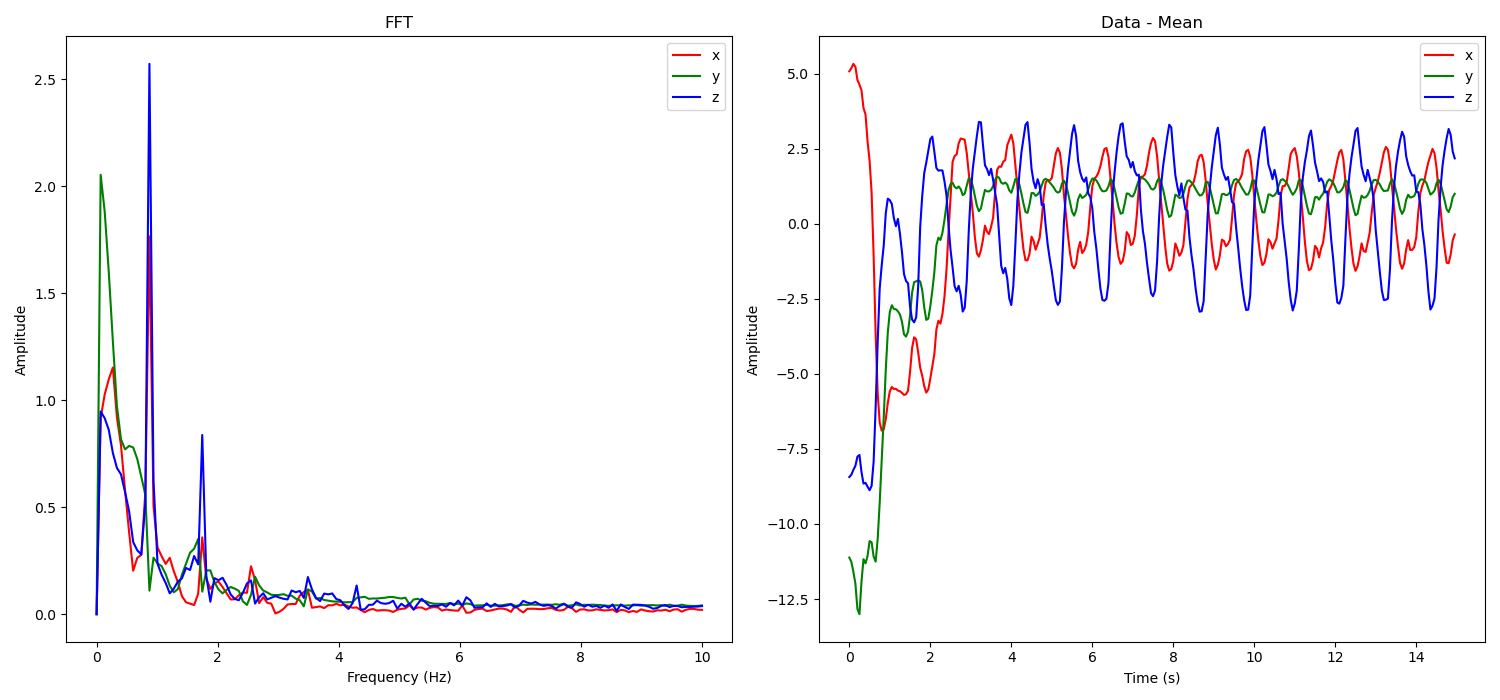 FFT
Amplitude
2.5
2.0
1.5
1.0
0.5
0.0
0 2 4 6 8 10
Frequency (Hz)
x
y
z
Data - Mean
Amplitude
5.0
2.5
0.0
−2.5
−5.0
−7.5
−10.0
−12.5
0 2 4 6 8 10 12 14
Time (s)
x
y
z